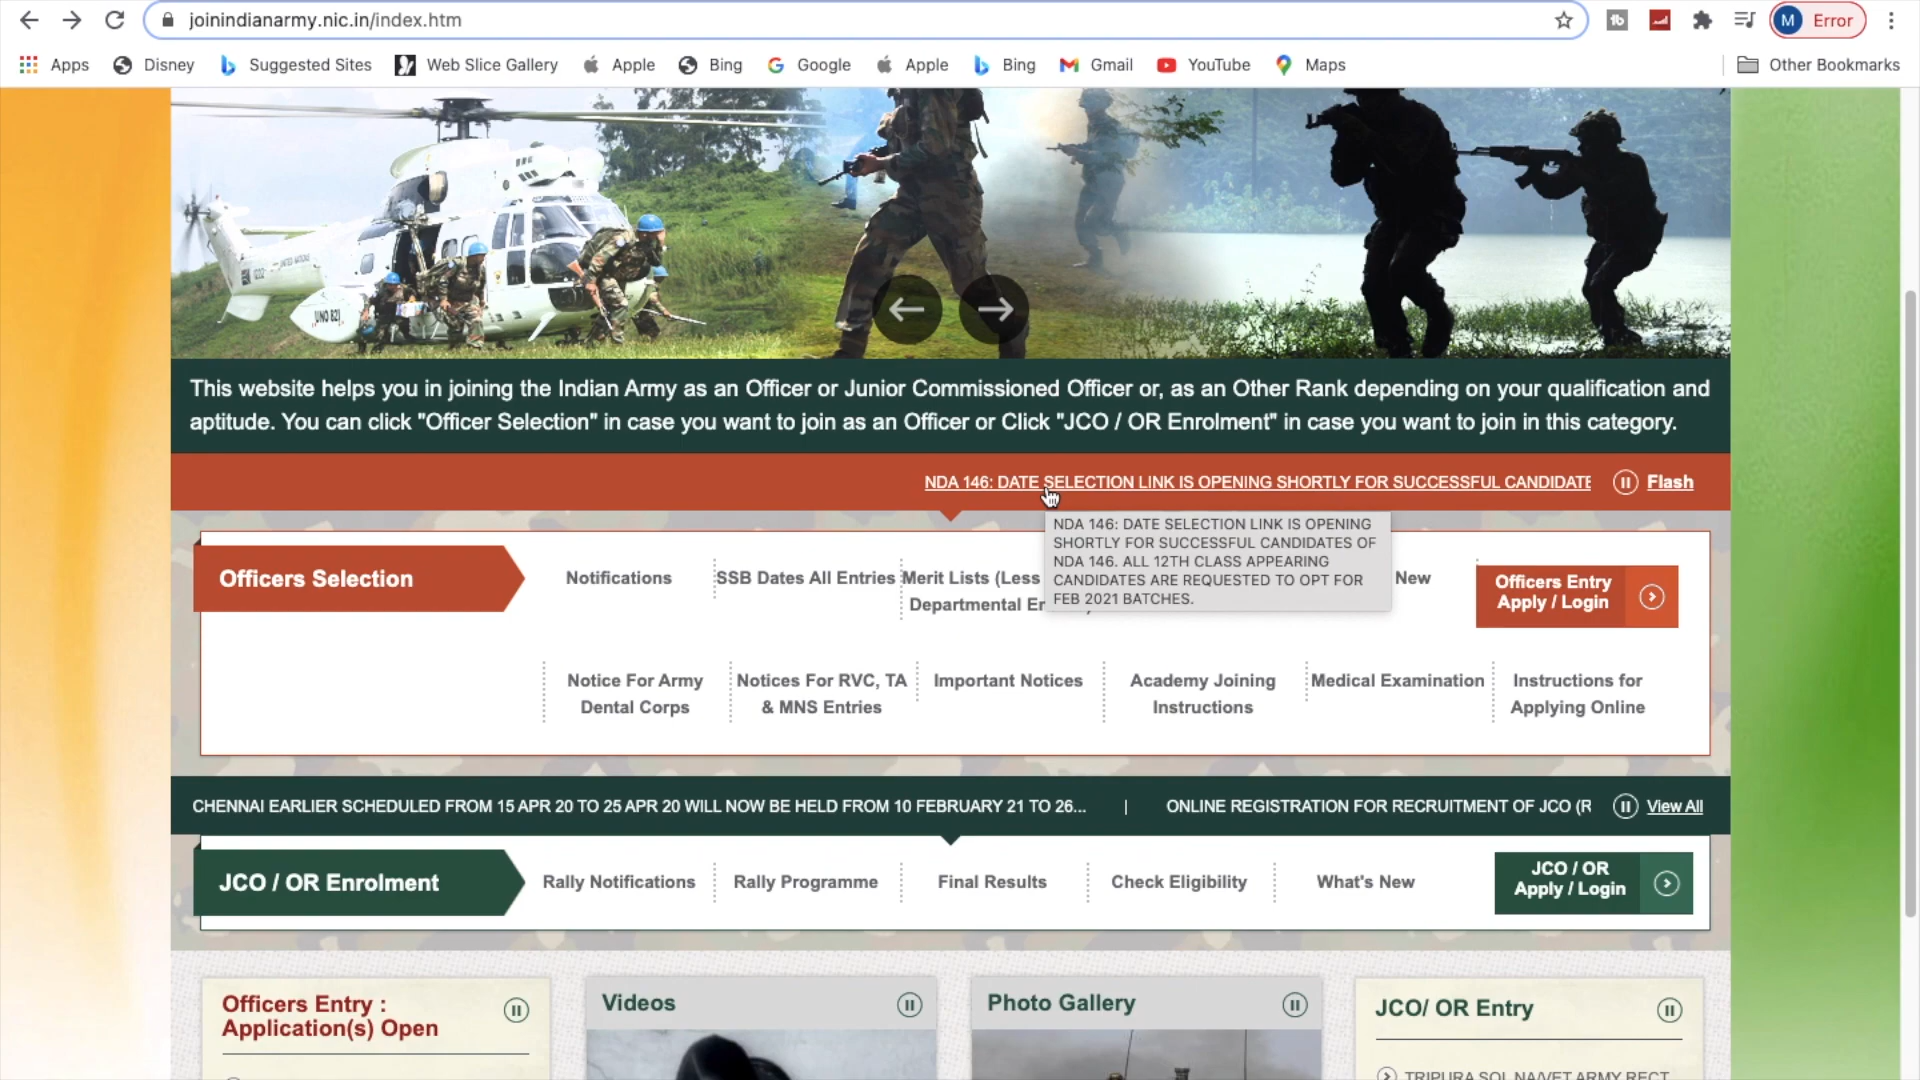 joinindianarmy.nic.in/index.htm
M Error
Apps Disney Suggested Sites Web Slice Gallery Apple Bing Google Apple Bing Gmail YouTube Maps Other Bookmarks
UNITED NATIONS
UNO 821
This website helps you in joining the Indian Army as an Officer or Junior Commissioned Officer or, as an Other Rank depending on your qualification and
aptitude. You can click "Officer Selection" in case you want to join as an Officer or Click "JCO / OR Enrolment" in case you want to join in this category.
NDA 146: DATE SELECTION LINK IS OPENING SHORTLY FOR SUCCESSFUL CANDIDATE Flash
NDA 146: DATE SELECTION LINK IS OPENING
SHORTLY FOR SUCCESSFUL CANDIDATES OF
NDA 146. ALL 12TH CLASS APPEARING
CANDIDATES ARE REQUESTED TO OPT FOR
FEB 2021 BATCHES.
Officers Selection
Notifications
SSB Dates All Entries
Merit Lists (Less
Departmental
New
Officers Entry
Apply / Login
Notice For Army
Dental Corps
Notices For RVC, TA
& MNS Entries
Important Notices
Academy Joining
Instructions
Medical Examination
Instructions for
Applying Online
CHENNAI EARLIER SCHEDULED FROM 15 APR 20 TO 25 APR 20 WILL NOW BE HELD FROM 10 FEBRUARY 21 TO 26... | ONLINE REGISTRATION FOR RECRUITMENT OF JCO (R View All
JCO / OR Enrolment
Rally Notifications
Rally Programme
Final Results
Check Eligibility
What's New
JCO / OR
Apply / Login
Officers Entry :
Application(s) Open
Videos
Photo Gallery
JCO/ OR Entry